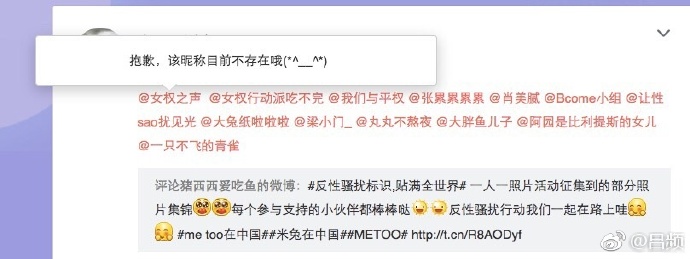 抱歉，该昵称目前不存在哦(*^__^*)
@女权之声 @女权行动派吃不完 @我们与平权 @张累累累累 @肖美腻 @Bcome小组 @让性
sao扰见光 @大兔纸啦啦啦 @梁小门_ @丸丸不熬夜 @大胖鱼儿子 @阿园是比利提斯的女儿
@一只不飞的青雀
评论猪西西爱吃鱼的微博：#反性骚扰标识,贴满全世界# 一人一照片活动征集到的部分照
片集锦 每个参与支持的小伙伴都棒棒哒 反性骚扰行动我们一起在路上哇
#me too在中国##米兔在中国##METOO# http://t.cn/R8AODyf
@吕频